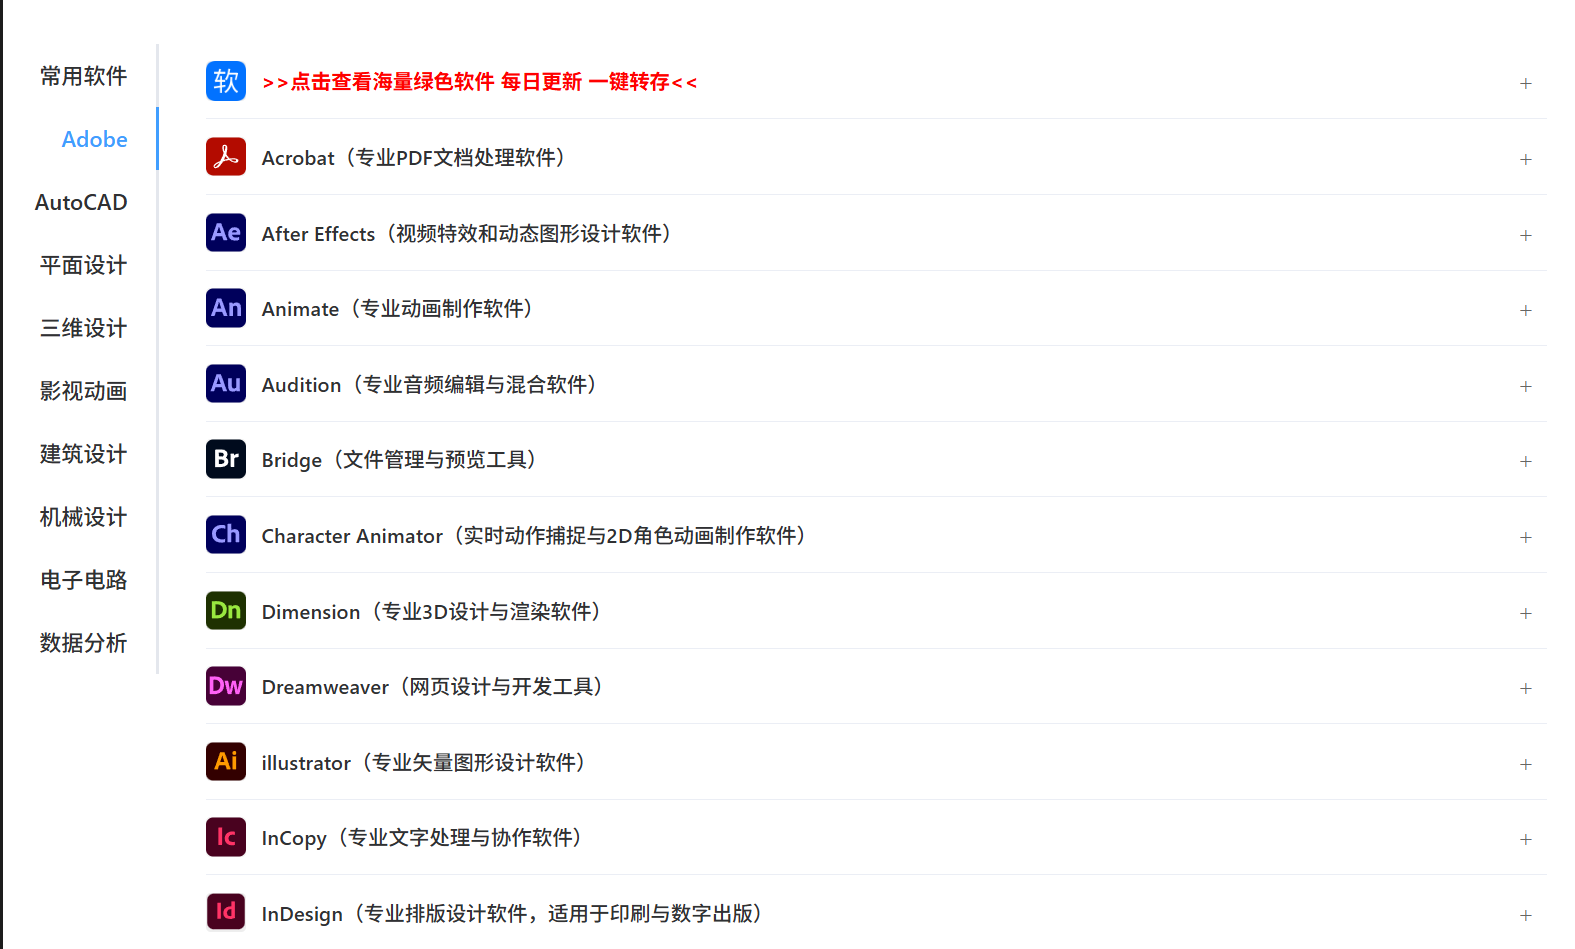 常用软件
Adobe
AutoCAD
平面设计
三维设计
影视动画
建筑设计
机械设计
电子电路
数据分析
软 >>点击查看海量绿色软件 每日更新 一键转存<< +
Acrobat（专业PDF文档处理软件） +
Ae After Effects（视频特效和动态图形设计软件） +
An Animate（专业动画制作软件） +
Au Audition（专业音频编辑与混合软件） +
Br Bridge（文件管理与预览工具） +
Ch Character Animator（实时动作捕捉与2D角色动画制作软件） +
Dn Dimension（专业3D设计与渲染软件） +
Dw Dreamweaver（网页设计与开发工具） +
Ai illustrator（专业矢量图形设计软件） +
Ic InCopy（专业文字处理与协作软件） +
Id InDesign（专业排版设计软件，适用于印刷与数字出版） +